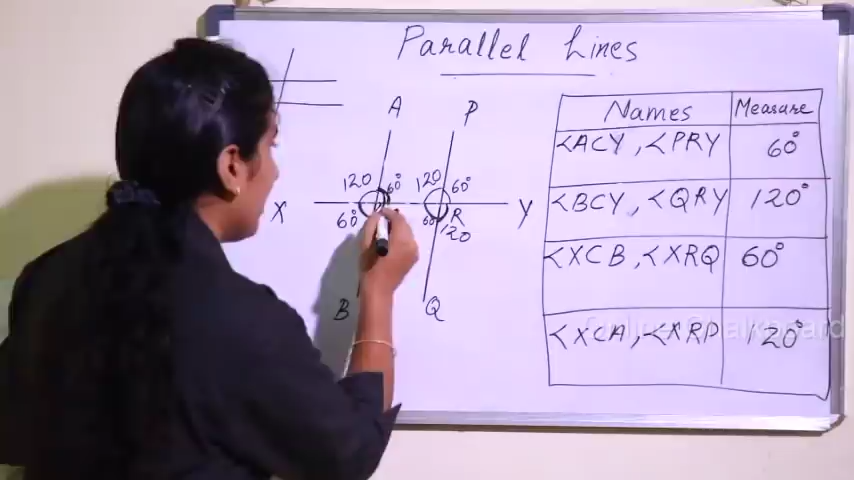 Parallel Lines
A P
120 60° 120 60°
X Y
60° 60 R
120
B Q
Names Measure
<ACY, <PRY 60°
<BCY, <QRY 120°
<XCB, <XRQ 60°
<XCA, <XRP 120°